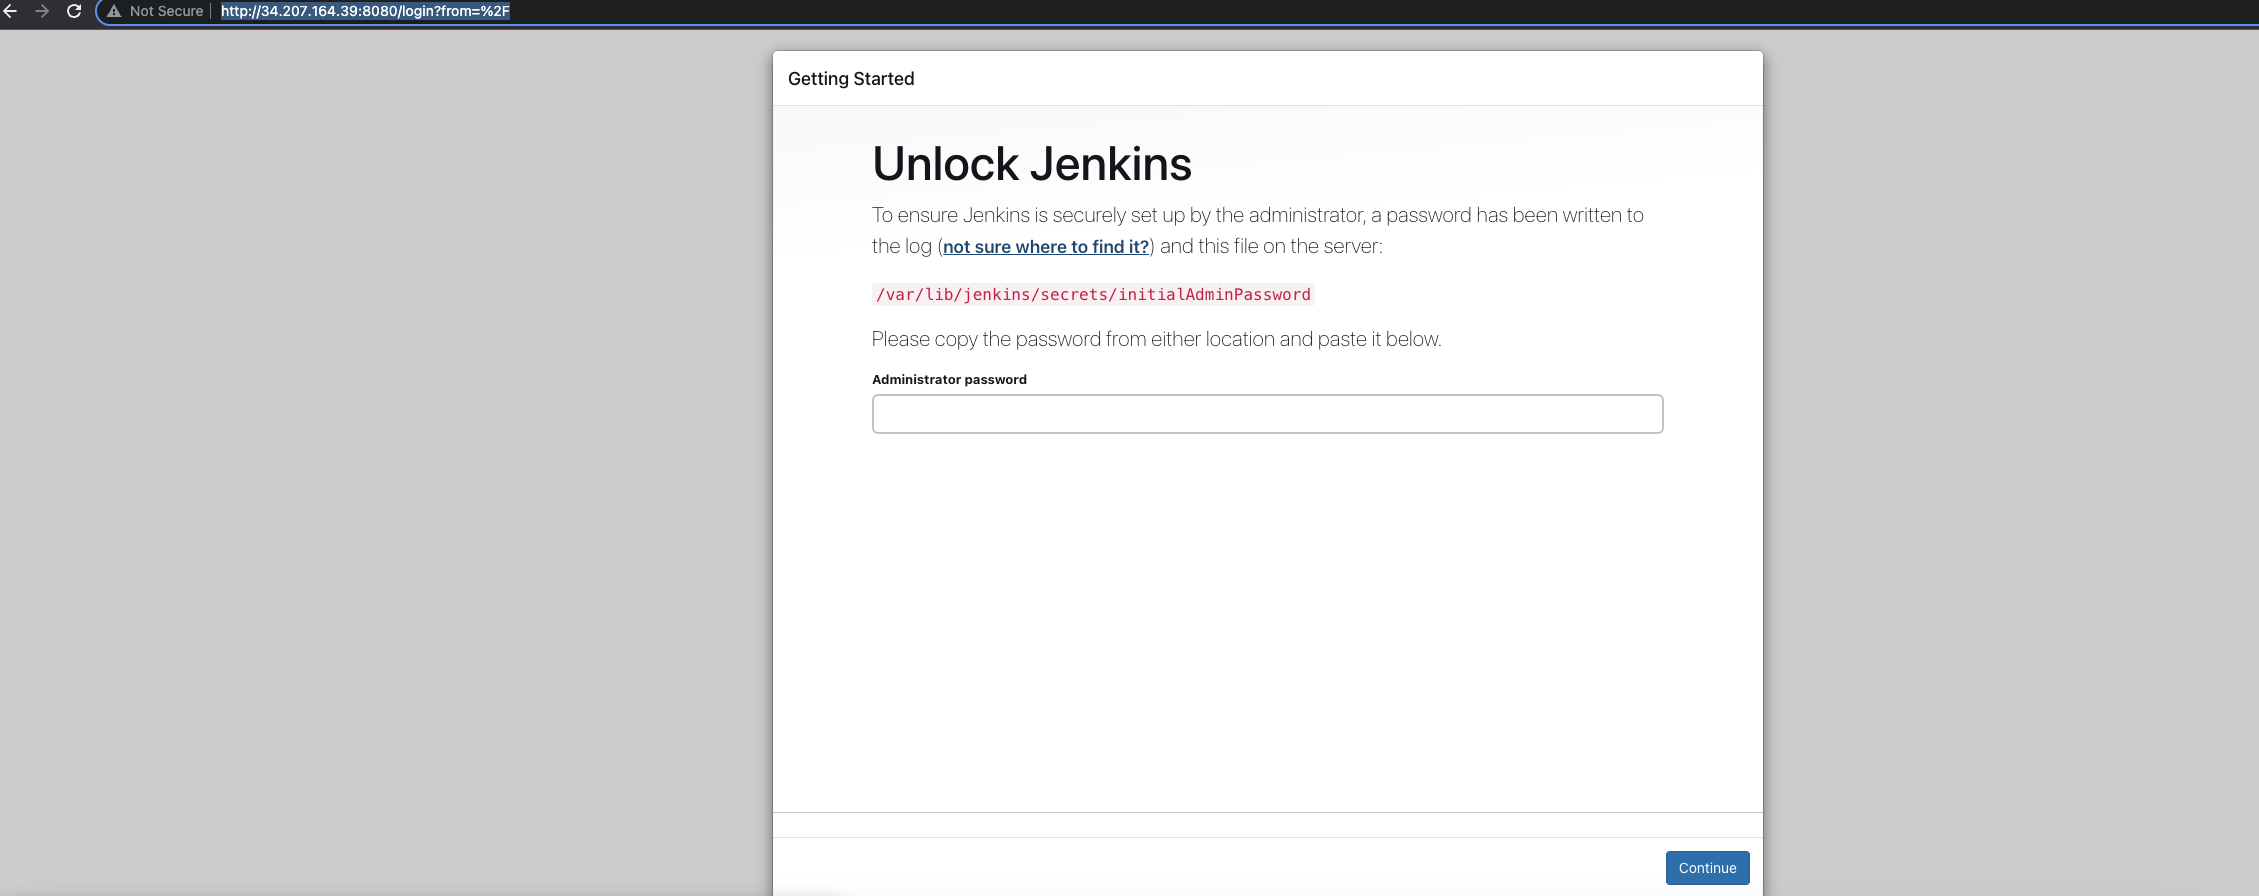 Not Secure | http://34.207.164.39:8080/login?from=%2F
Getting Started
Unlock Jenkins
To ensure Jenkins is securely set up by the administrator, a password has been written to
the log (not sure where to find it?) and this file on the server:
/var/lib/jenkins/secrets/initialAdminPassword
Please copy the password from either location and paste it below.
Administrator password
Continue